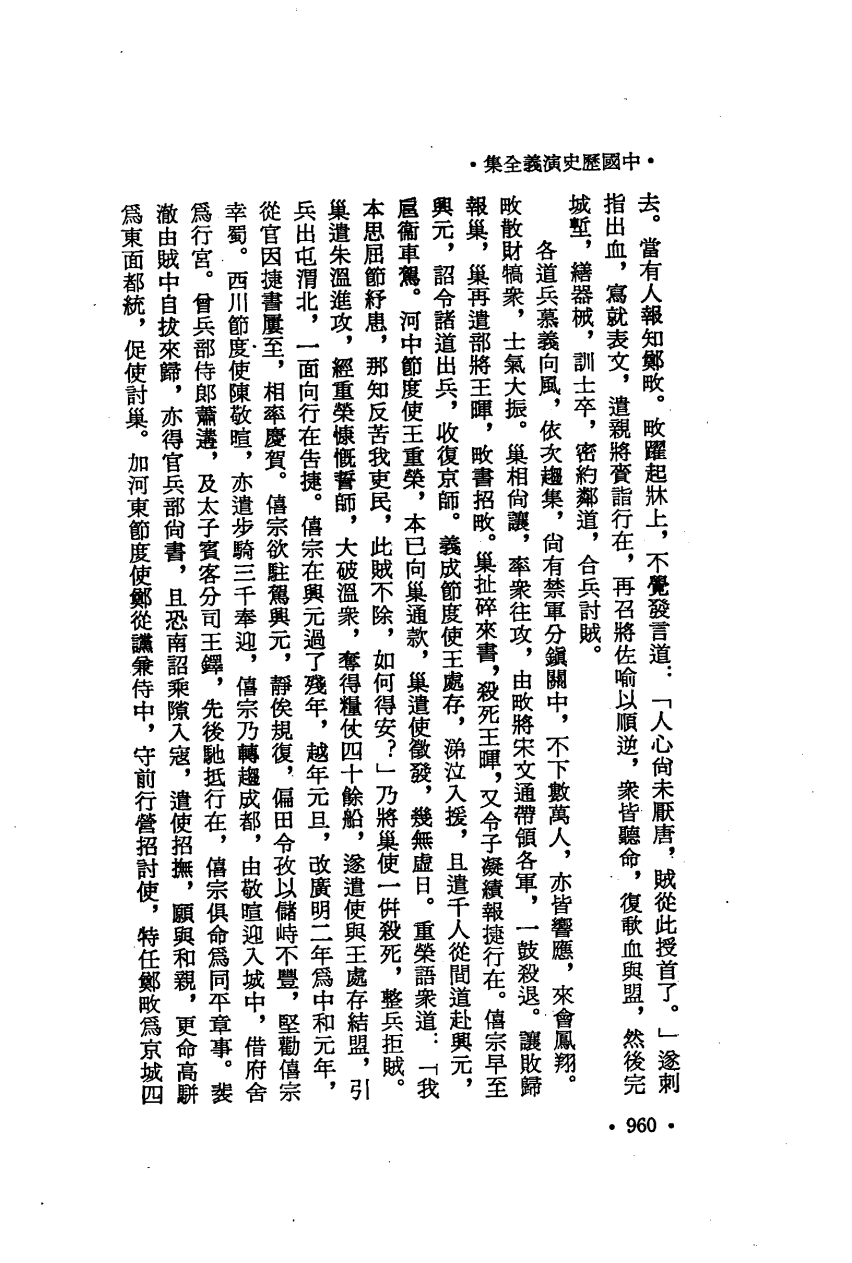 •中國歷史演義全集•
去。當有人報知鄭畋。畋躍起牀上，不覺發言道：「人心尙未厭唐，賊從此授首了。」遂刺
指出血，寫就表文，遣親將賫詣行在，再召將佐喻以順逆，衆皆聽命，復歃血與盟，然後完
城塹，繕器械，訓士卒，密約鄰道，合兵討賊。
各道兵慕義向風，依次趨集，尙有禁軍分鎭關中，不下數萬人，亦皆響應，來會鳳翔。
畋散財犒衆，士氣大振。巢相尙讓，率衆往攻，由畋將宋文通帶領各軍，一鼓殺退。讓敗歸
報巢，巢再遣部將王暉，畋書招畋。巢扯碎來書，殺死王暉，又令子凝績報捷行在。僖宗早至
興元，詔令諸道出兵，收復京師。義成節度使王處存，涕泣入援，且遣千人從間道赴興元，
扈衞車駕。河中節度使王重榮，本已向巢通款，巢遣使徵發，幾無虛日。重榮語衆道：「我
本思屈節紓患，那知反苦我吏民，此賊不除，如何得安？」乃將巢使一併殺死，整兵拒賊。
巢遣朱溫進攻，經重榮慷慨誓師，大破溫衆，奪得糧仗四十餘船，遂遣使與王處存結盟，引
兵出屯渭北，一面向行在告捷。僖宗在興元過了殘年，越年元旦，改廣明二年爲中和元年，
從官因捷書屢至，相率慶賀。僖宗欲駐駕興元，靜俟規復，偏田令孜以儲峙不豐，堅勸僖宗
幸蜀。西川節度使陳敬暄，亦遣步騎三千奉迎，僖宗乃轉趨成都，由敬暄迎入城中，借府舍
爲行宮。曾兵部侍郎蕭遘，及太子賓客分司王鐸，先後馳抵行在，僖宗俱命爲同平章事。裴
澈由賊中自拔來歸，亦得官兵部尙書，且恐南詔乘隙入寇，遣使招撫，願與和親，更命高駢
爲東面都統，促使討巢。加河東節度使鄭從讜兼侍中，守前行營招討使，特任鄭畋爲京城四
•960•